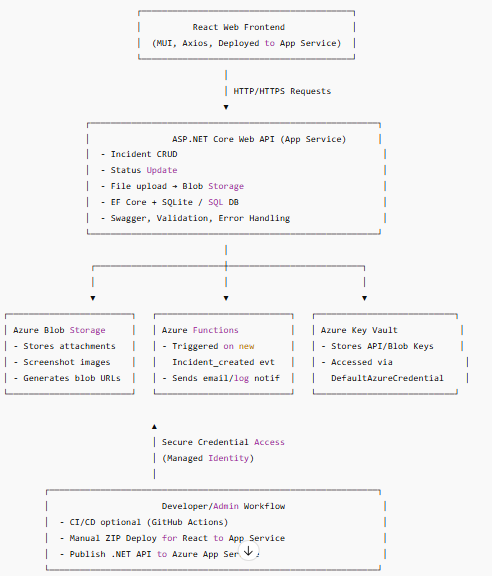 React Web Frontend
(MUI, Axios, Deployed to App Service)
HTTP/HTTPS Requests
ASP.NET Core Web API (App Service)
- Incident CRUD
- Status Update
- File upload → Blob Storage
- EF Core + SQLite / SQL DB
- Swagger, Validation, Error Handling
Azure Blob Storage
- Stores attachments
- Screenshot images
- Generates blob URLs
Azure Functions
- Triggered on new
Incident_created evt
- Sends email/log notif
Azure Key Vault
- Stores API/Blob Keys
- Accessed via
DefaultAzureCredential
Secure Credential Access
(Managed Identity)
Developer/Admin Workflow
- CI/CD optional (GitHub Actions)
- Manual ZIP Deploy for React to App Service
- Publish .NET API to Azure App